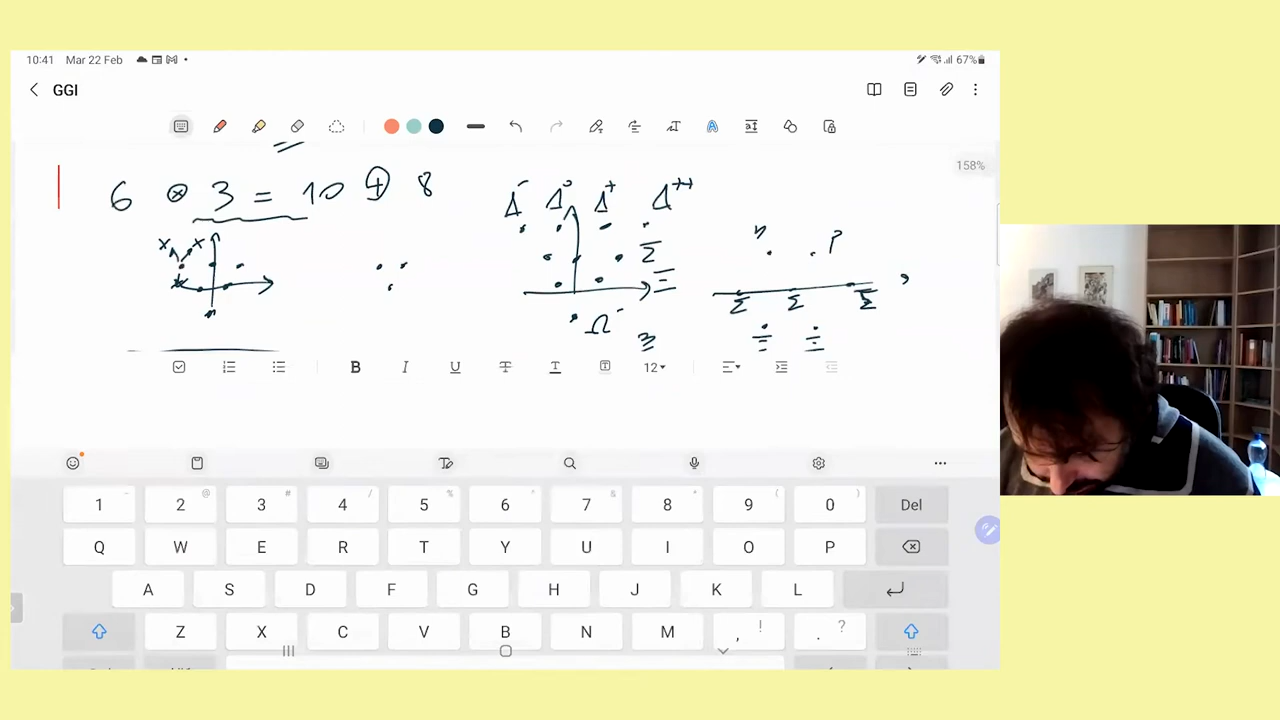 10:41 Mar 22 Feb 67%
GGI
158%
6 ⊗ 3 = 10 ⊕ 8
Δ⁻ Δ⁰ Δ⁺ Δ⁺⁺
Σ
Ξ
Ω⁻
n p
Σ Σ Σ
Ξ Ξ
B I U T T T 12
1 2 3 4 5 6 7 8 9 0 Del
Q W E R T Y U I O P
A S D F G H J K L
Z X C V B N M , ! . ?